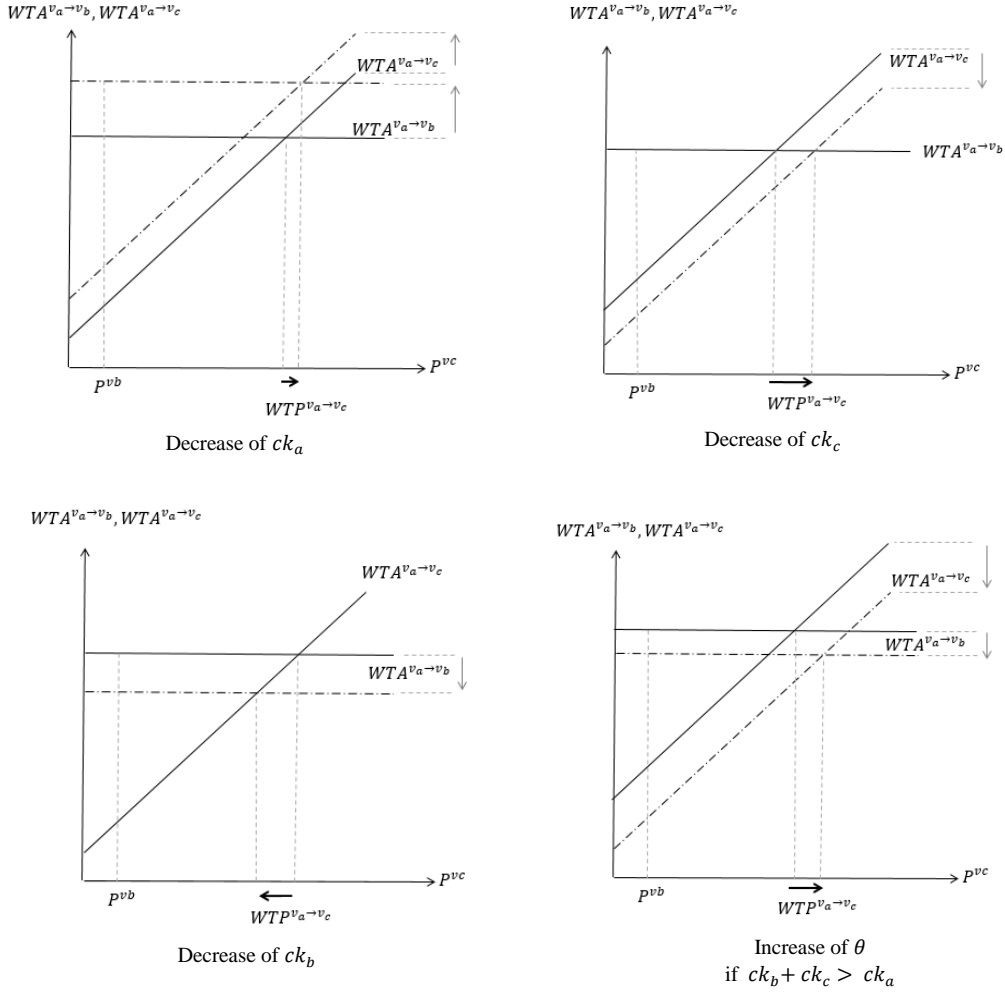 WTA^{v_a→v_b}, WTA^{v_a→v_c}
WTA^{v_a→v_c}
WTA^{v_a→v_b}
P^{vb}
P^{vc}
WTP^{v_a→v_c}
Decrease of ck_a
WTA^{v_a→v_b}, WTA^{v_a→v_c}
WTA^{v_a→v_c}
WTA^{v_a→v_b}
P^{vb}
P^{vc}
WTP^{v_a→v_c}
Decrease of ck_c
WTA^{v_a→v_b}, WTA^{v_a→v_c}
WTA^{v_a→v_c}
WTA^{v_a→v_b}
P^{vb}
P^{vc}
WTP^{v_a→v_c}
Decrease of ck_b
WTA^{v_a→v_b}, WTA^{v_a→v_c}
WTA^{v_a→v_c}
WTA^{v_a→v_b}
P^{vb}
P^{vc}
WTP^{v_a→v_c}
Increase of θ
if ck_b + ck_c > ck_a